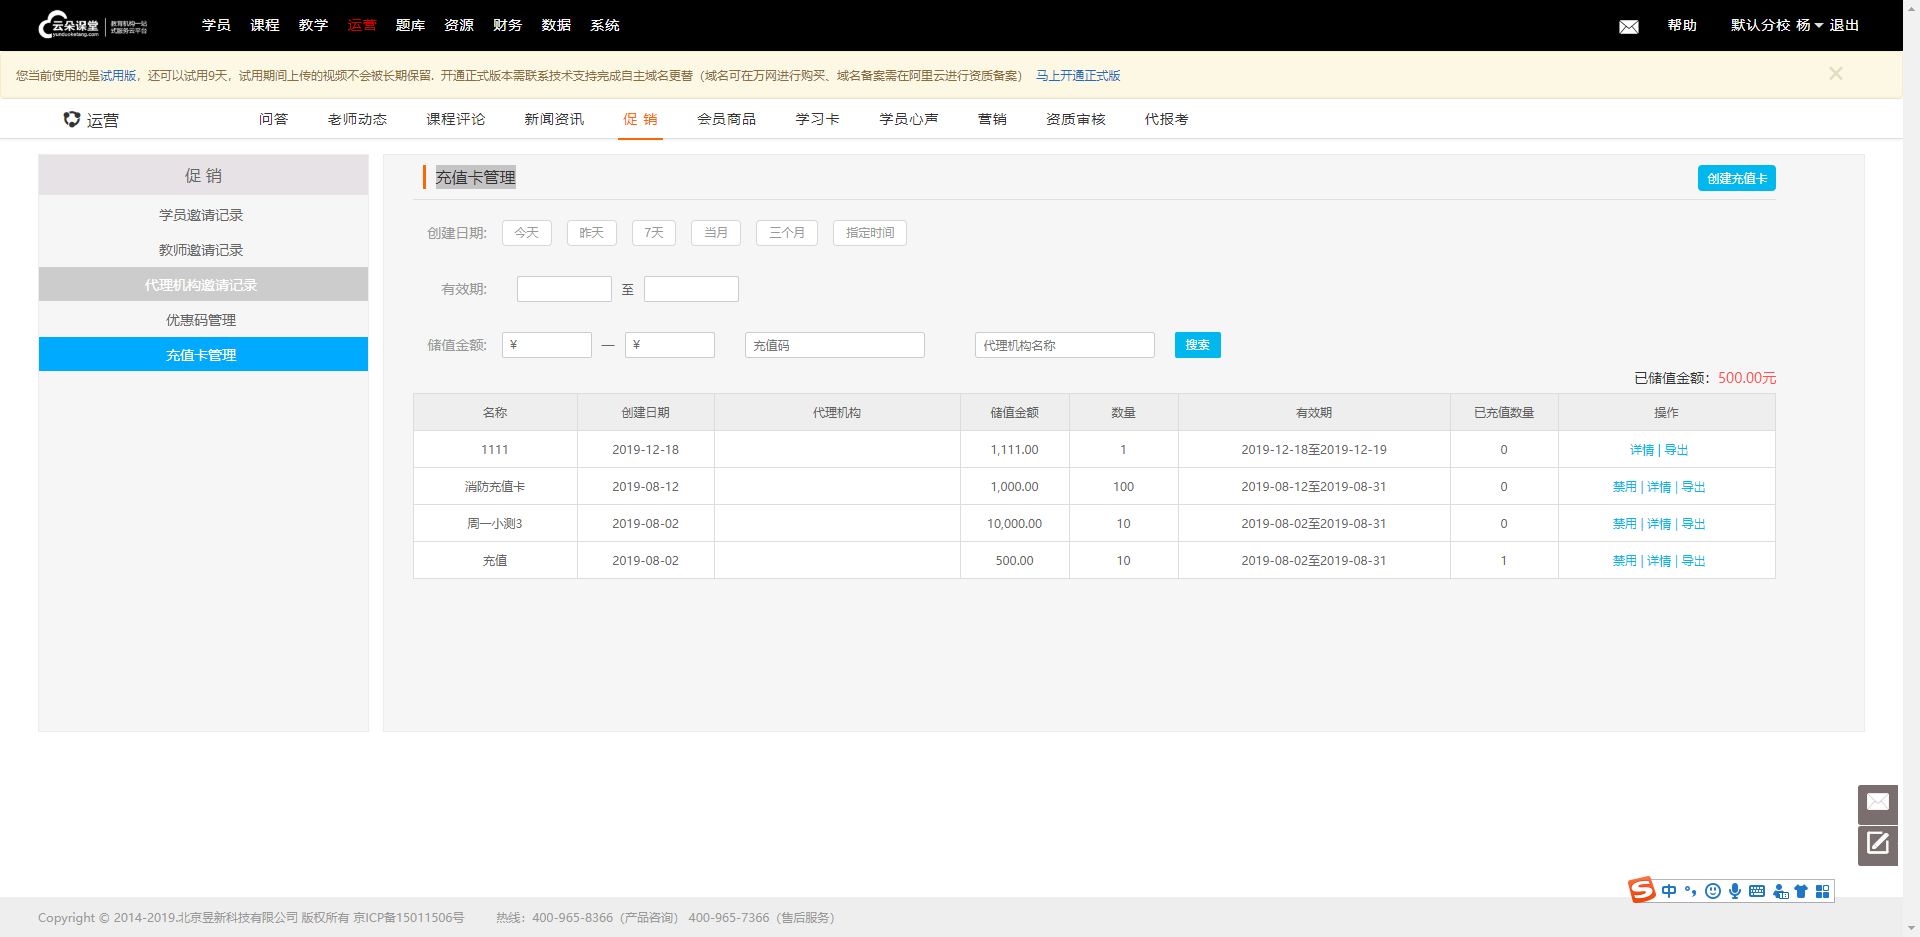 云朵课堂 yunduoketang.com 教育机构一站式服务云平台
学员 课程 教学 运营 题库 资源 财务 数据 系统 帮助 默认分校 杨 退出
您当前使用的是试用版，还可以试用9天，试用期间上传的视频不会被长期保留. 开通正式版本需联系技术支持完成自主域名更替（域名可在万网进行购买、域名备案需在阿里云进行资质备案） 马上开通正式版 ×
运营 问答 老师动态 课程评论 新闻资讯 促 销 会员商品 学习卡 学员心声 营销 资质审核 代报考
促 销
学员邀请记录
教师邀请记录
代理机构邀请记录
优惠码管理
充值卡管理
充值卡管理 创建充值卡
创建日期: 今天 昨天 7天 当月 三个月 指定时间
有效期: 至
储值金额: ¥ — ¥ 充值码 代理机构名称 搜索
已储值金额：500.00元
名称 创建日期 代理机构 储值金额 数量 有效期 已充值数量 操作
1111 2019-12-18 1,111.00 1 2019-12-18至2019-12-19 0 详情 | 导出
消防充值卡 2019-08-12 1,000.00 100 2019-08-12至2019-08-31 0 禁用 | 详情 | 导出
周一小测3 2019-08-02 10,000.00 10 2019-08-02至2019-08-31 0 禁用 | 详情 | 导出
充值 2019-08-02 500.00 10 2019-08-02至2019-08-31 1 禁用 | 详情 | 导出
S 中
Copyright © 2014-2019.北京昱新科技有限公司 版权所有 京ICP备15011506号 热线：400-965-8366（产品咨询） 400-965-7366（售后服务）